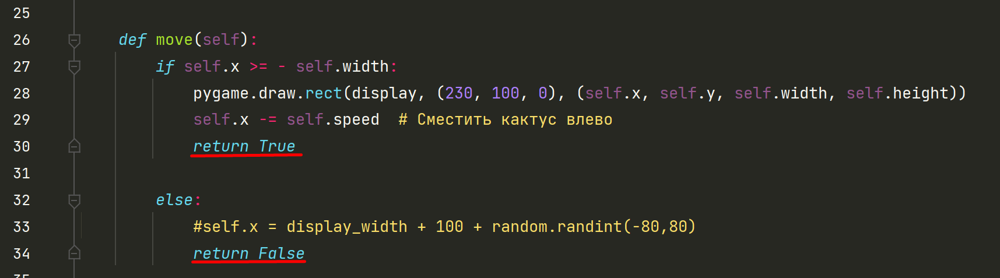 25
26 def move(self):
27 if self.x >= - self.width:
28 pygame.draw.rect(display, (230, 100, 0), (self.x, self.y, self.width, self.height))
29 self.x -= self.speed  # Сместить кактус влево
30 return True
31
32 else:
33 #self.x = display_width + 100 + random.randint(-80,80)
34 return False
35